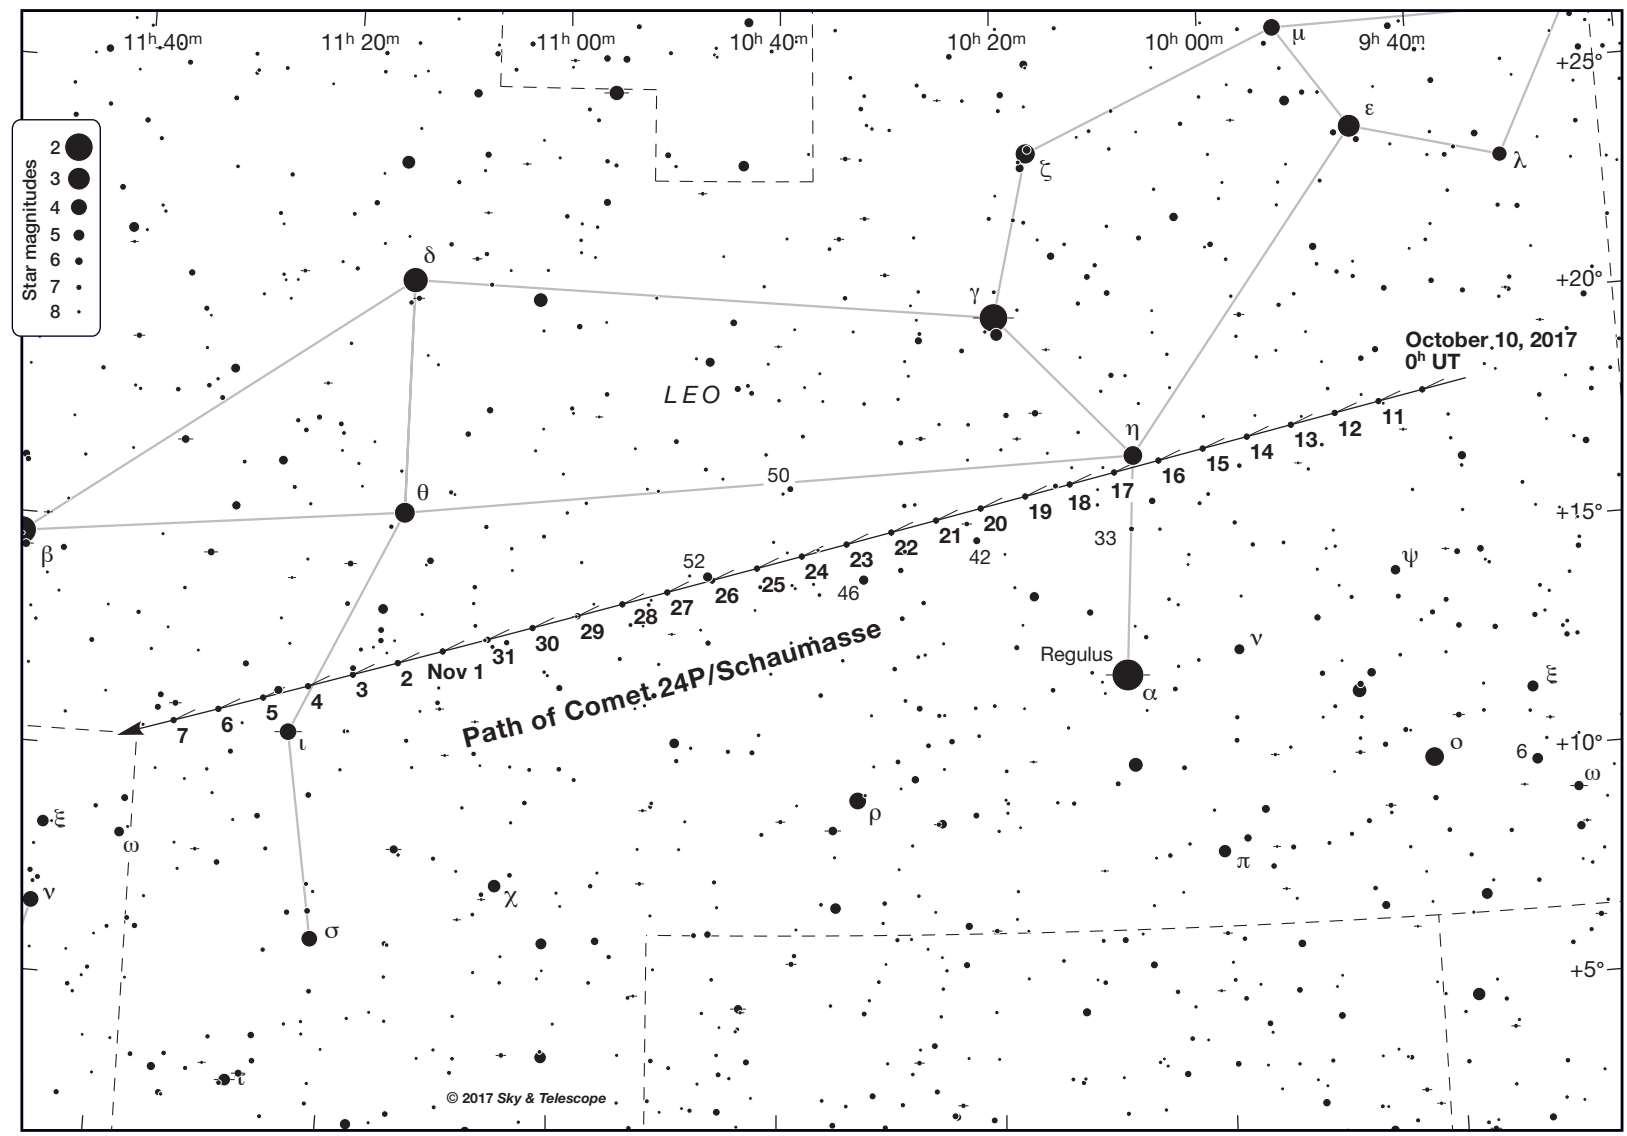 11h 40m
11h 20m
11h 00m
10h 40m
10h 20m
10h 00m
9h 40m
μ
+25°
ε
λ
ζ
Star magnitudes
2
3
4
5
6
7
8
δ
+20°
γ
October 10, 2017
0h UT
LEO
11
12
13
14
15
16
17
18
19
20
21
22
23
24
25
26
27
28
29
30
31
Nov 1
2
3
4
5
6
7
η
50
θ
+15°
β
33
42
46
52
ψ
Path of Comet 24P/Schaumasse
Regulus
α
ν
ξ
ι
+10°
ο
6
ω
ξ
ω
ρ
π
ν
χ
σ
+5°
τ
© 2017 Sky & Telescope